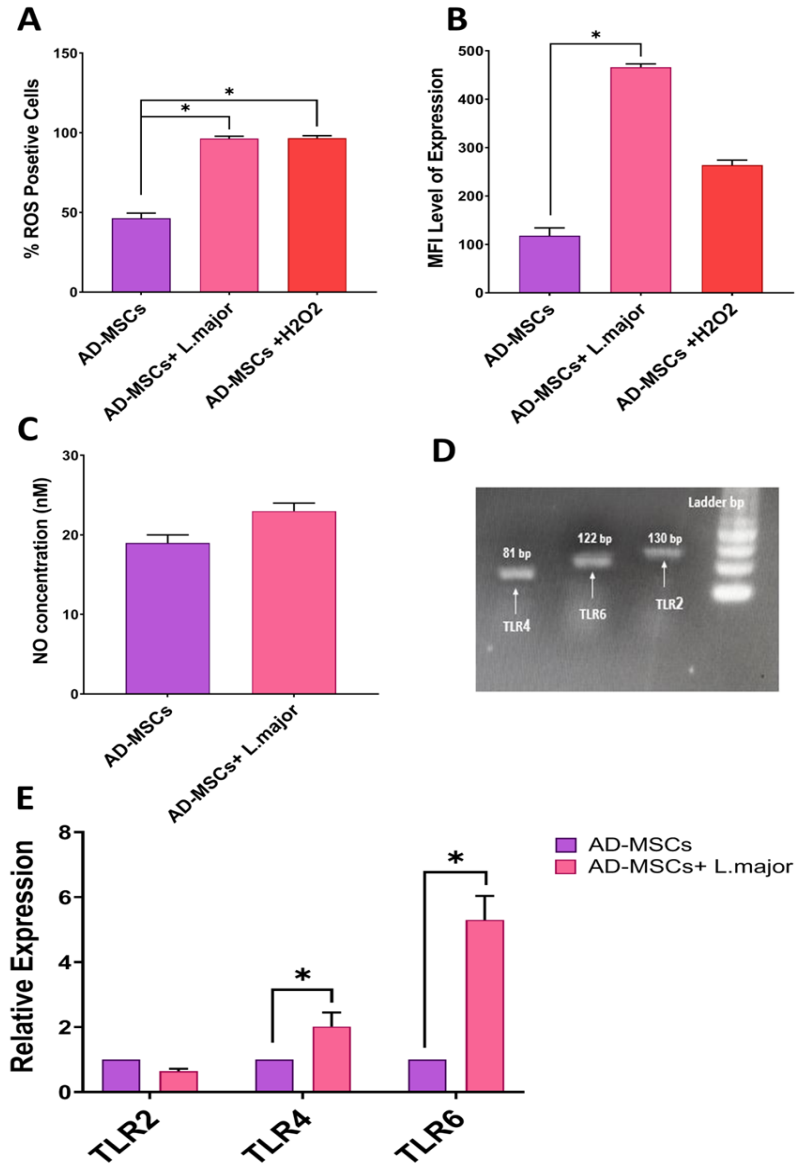 A
% ROS Posetive Cells
150
100
50
0
*
*
AD-MSCs
AD-MSCs+ L.major
AD-MSCs +H2O2
B
MFI Level of Expression
500
400
300
200
100
0
*
AD-MSCs
AD-MSCs+ L.major
AD-MSCs +H2O2
C
NO concentration (nM)
30
20
10
0
AD-MSCs
AD-MSCs+ L.major
D
Ladder bp
81 bp
122 bp
130 bp
TLR4
TLR6
TLR2
E
Relative Expression
8
6
4
2
0
*
*
TLR2
TLR4
TLR6
AD-MSCs
AD-MSCs+ L.major